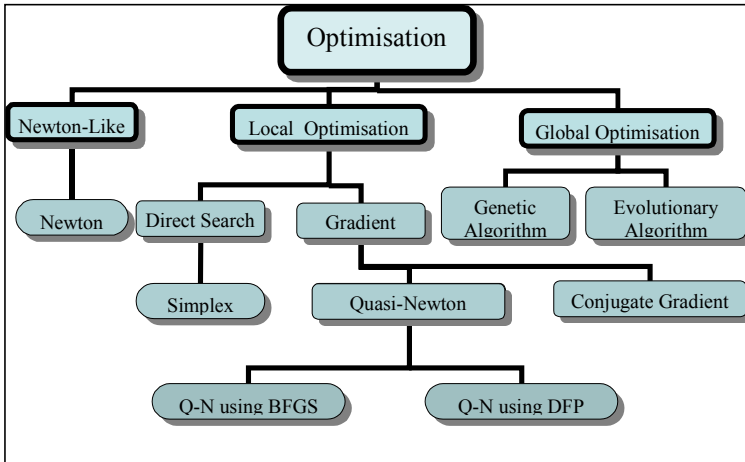 Optimisation
Newton-Like
Local Optimisation
Global Optimisation
Newton
Direct Search
Gradient
Genetic
Algorithm
Evolutionary
Algorithm
Simplex
Quasi-Newton
Conjugate Gradient
Q-N using BFGS
Q-N using DFP